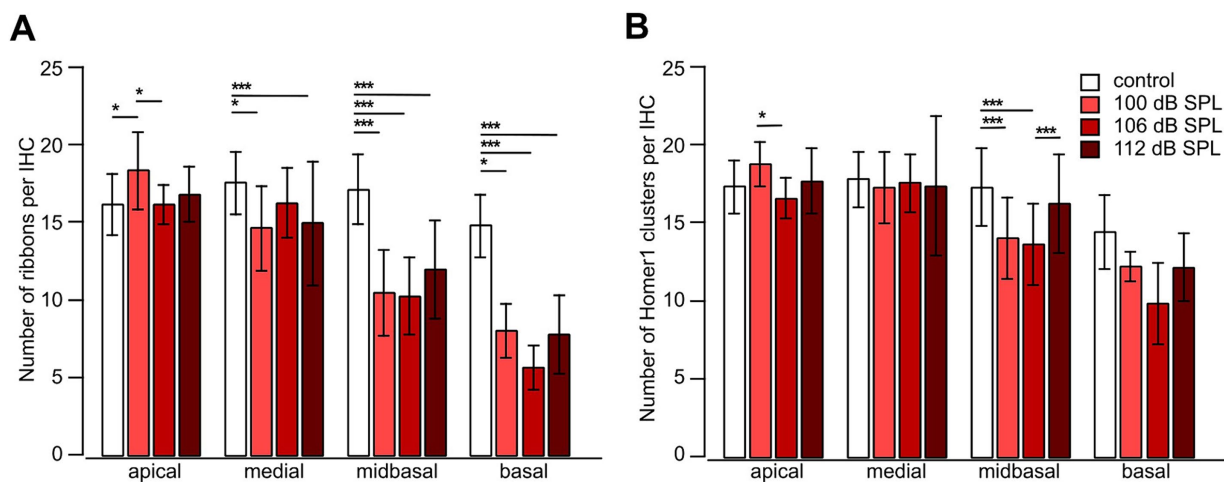 A
Number of ribbons per IHC
25
20
15
10
5
0
* *
*** *
*** *** ***
*** *** *
apical medial midbasal basal
B
Number of Homer1 clusters per IHC
25
20
15
10
5
0
*
*** *** ***
apical medial midbasal basal
control
100 dB SPL
106 dB SPL
112 dB SPL